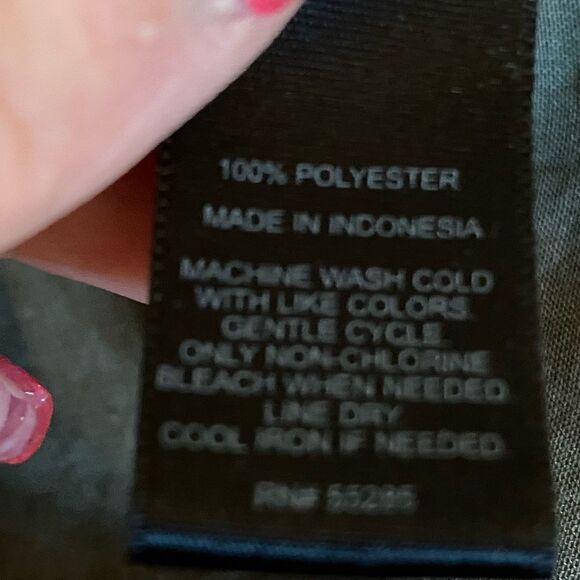 100% POLYESTER
MADE IN INDONESIA
MACHINE WASH COLD
WITH LIKE COLORS.
GENTLE CYCLE.
ONLY NON-CHLORINE
BLEACH WHEN NEEDED.
LINE DRY
COOL IRON IF NEEDED.
RN# 55285